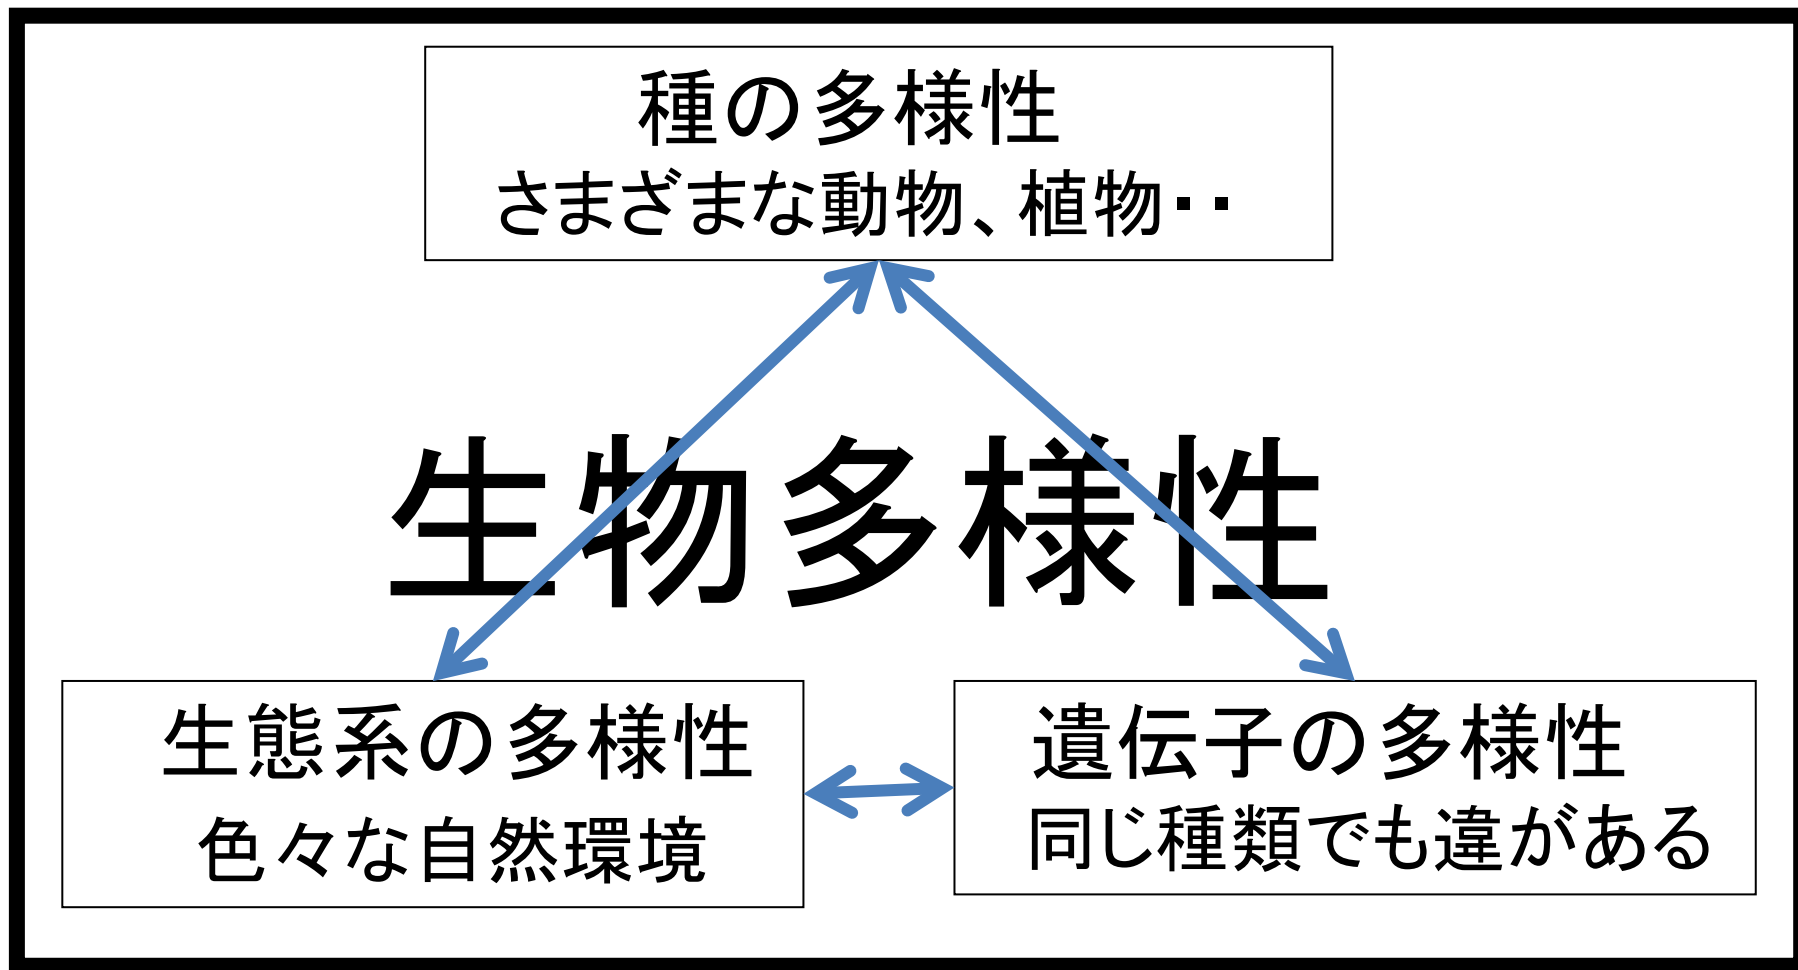 種の多様性
さまざまな動物、植物・・
生物多様性
生態系の多様性
色々な自然環境
遺伝子の多様性
同じ種類でも違がある